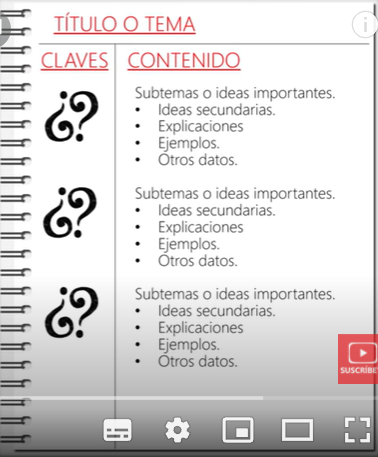 TÍTULO O TEMA
CLAVES CONTENIDO
¿? Subtemas o ideas importantes.
• Ideas secundarias.
• Explicaciones
• Ejemplos.
• Otros datos.
¿? Subtemas o ideas importantes.
• Ideas secundarias.
• Explicaciones
• Ejemplos.
• Otros datos.
¿? Subtemas o ideas importantes.
• Ideas secundarias.
• Explicaciones
• Ejemplos.
• Otros datos.
SUSCRÍBE